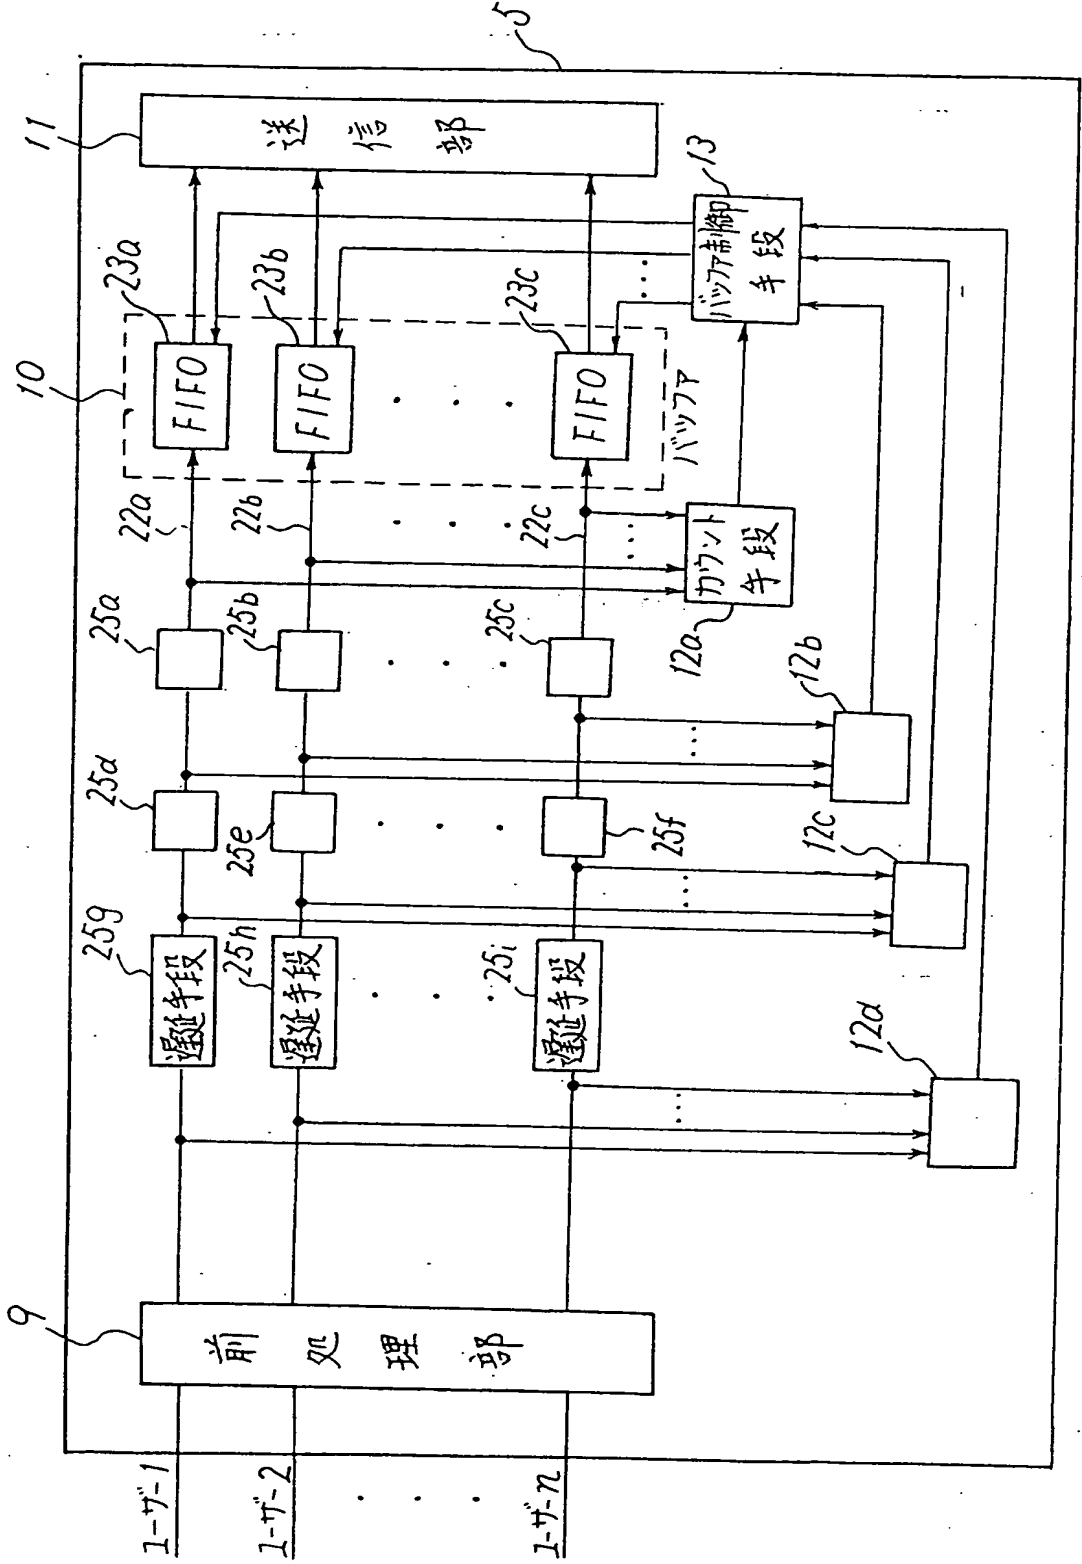 5
11
送信部
10
23a
FIFO
23b
FIFO
23c
FIFO
バッファ
13
バッファ制御
手段
22a
22b
22c
カウント
手段
12a
25a
25b
25c
12b
25d
25e
25f
12c
25g
遅延手段
25h
遅延手段
25i
遅延手段
12d
9
前処理部
ユーザー1
ユーザー2
ユーザーn